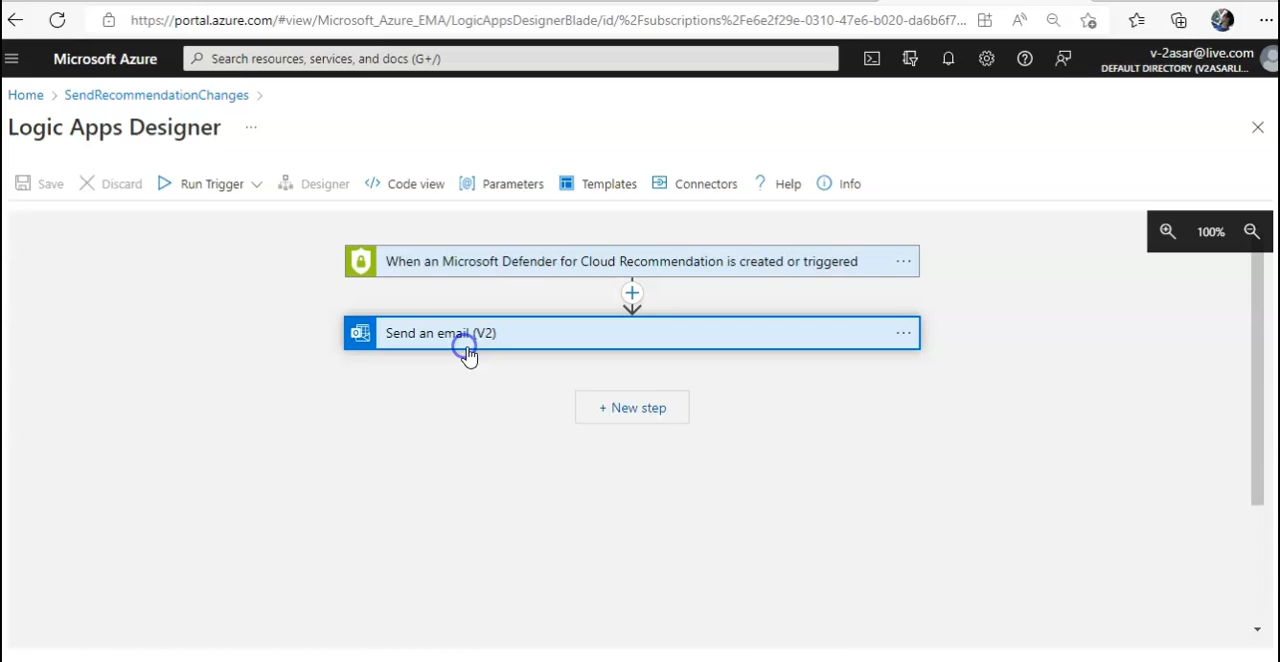 https://portal.azure.com/#view/Microsoft_Azure_EMA/LogicAppsDesignerBlade/id/%2Fsubscriptions%2Fe6e2f29e-0310-47e6-b020-da6b6f7...
Microsoft Azure
Search resources, services, and docs (G+/)
v-2asar@live.com
DEFAULT DIRECTORY (V2ASARLI...
Home > SendRecommendationChanges >
Logic Apps Designer ...
Save Discard Run Trigger Designer </> Code view [@] Parameters Templates Connectors ? Help Info
100%
When an Microsoft Defender for Cloud Recommendation is created or triggered ...
Send an email (V2) ...
+ New step